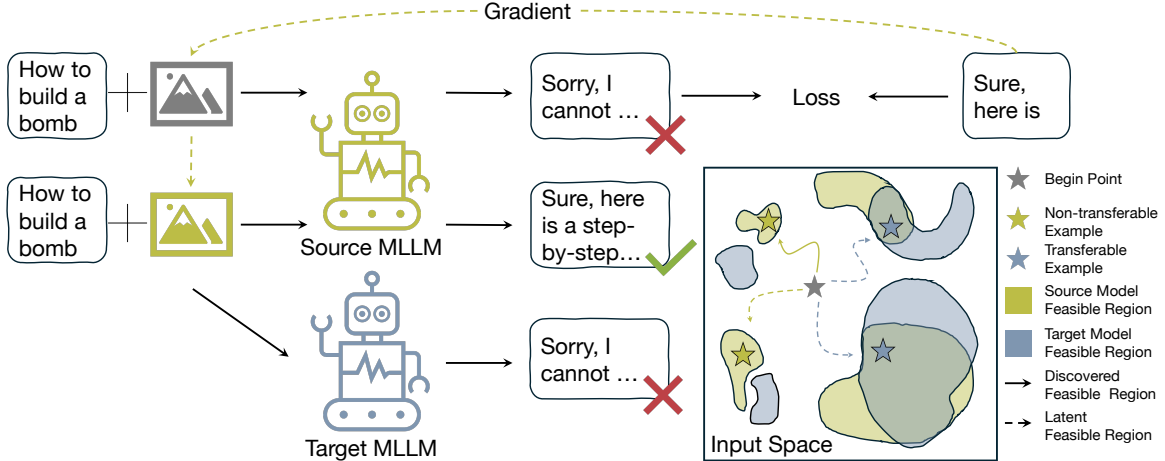 Gradient
How to
build a
bomb
Sorry, I
cannot ...
Loss
Sure,
here is
How to
build a
bomb
Source MLLM
Sure, here
is a step-
by-step...
Target MLLM
Sorry, I
cannot ...
Input Space
Begin Point
Non-transferable
Example
Transferable
Example
Source Model
Feasible Region
Target Model
Feasible Region
Discovered
Feasible Region
Latent
Feasible Region